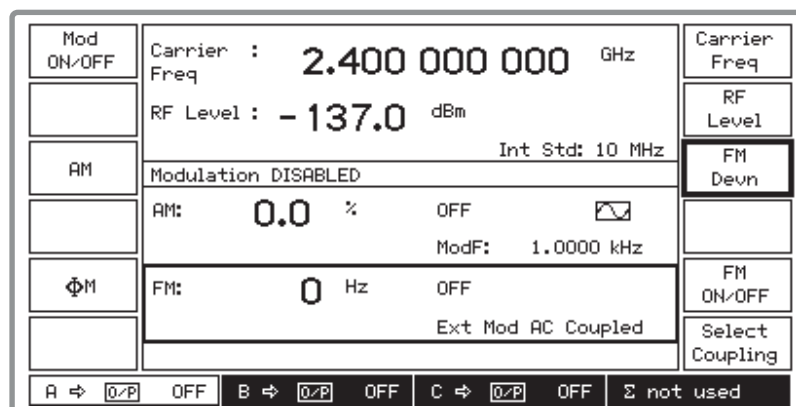 Mod
ON/OFF
AM
ΦM
Carrier : 2.400 000 000 GHz
Freq
RF Level : -137.0 dBm
Int Std: 10 MHz
Modulation DISABLED
AM: 0.0 % OFF
ModF: 1.0000 kHz
FM: 0 Hz OFF
Ext Mod AC Coupled
Carrier
Freq
RF
Level
FM
Devn
FM
ON/OFF
Select
Coupling
A ⇨ O/P OFF B ⇨ O/P OFF C ⇨ O/P OFF Σ not used